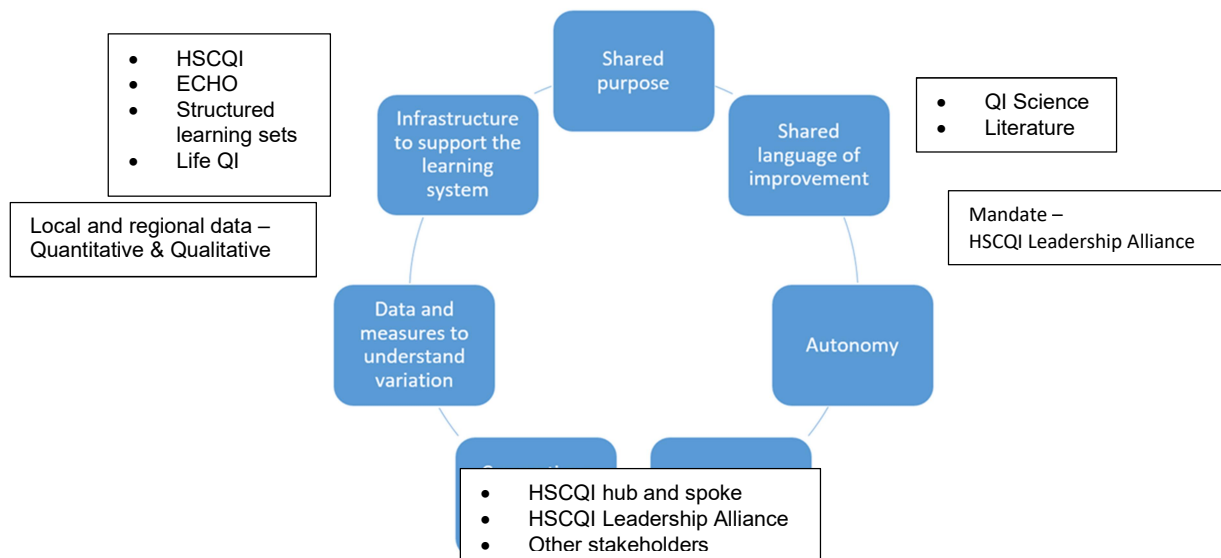 Shared
purpose
• HSCQI
• ECHO
• Structured
learning sets
• Life QI
Infrastructure
to support the
learning
system
Shared
language of
improvement
• QI Science
• Literature
Local and regional data –
Quantitative & Qualitative
Mandate –
HSCQI Leadership Alliance
Data and
measures to
understand
variation
Autonomy
• HSCQI hub and spoke
• HSCQI Leadership Alliance
• Other stakeholders